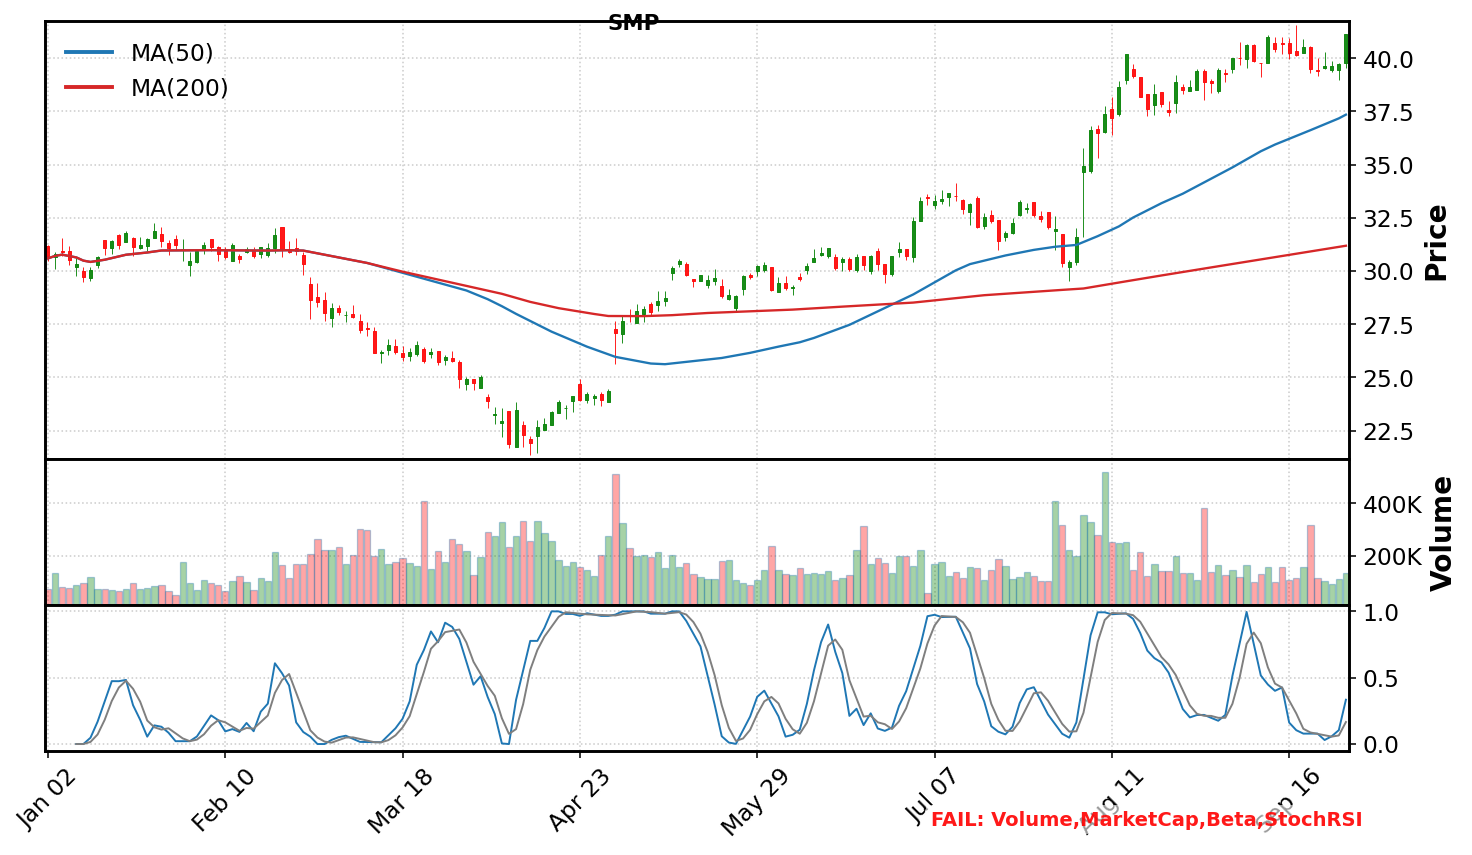 SMP
MA(50)
MA(200)
40.0
37.5
35.0
32.5
30.0
27.5
25.0
22.5
Price
400K
200K
Volume
1.0
0.5
0.0
Jan 02
Feb 10
Mar 18
Apr 23
May 29
Jul 07
Aug 11
Sep 16
FAIL: Volume,MarketCap,Beta,StochRSI